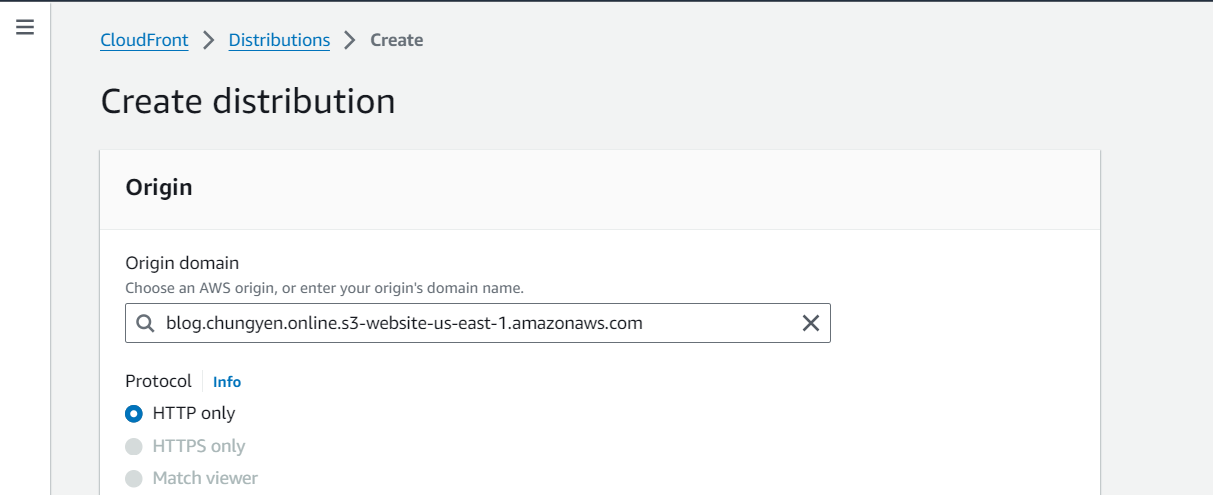 CloudFront > Distributions > Create
Create distribution
Origin
Origin domain
Choose an AWS origin, or enter your origin's domain name.
blog.chungyen.online.s3-website-us-east-1.amazonaws.com
Protocol Info
HTTP only
HTTPS only
Match viewer